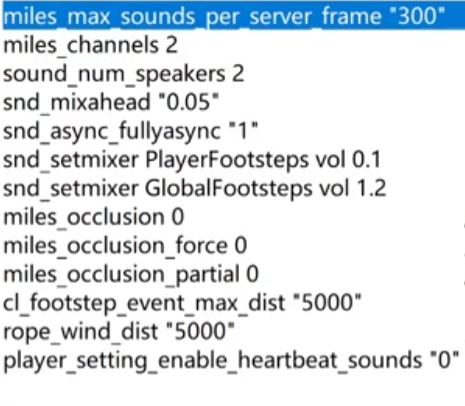 miles_max_sounds_per_server_frame "300"
miles_channels 2
sound_num_speakers 2
snd_mixahead "0.05"
snd_async_fullyasync "1"
snd_setmixer PlayerFootsteps vol 0.1
snd_setmixer GlobalFootsteps vol 1.2
miles_occlusion 0
miles_occlusion_force 0
miles_occlusion_partial 0
cl_footstep_event_max_dist "5000"
rope_wind_dist "5000"
player_setting_enable_heartbeat_sounds "0"